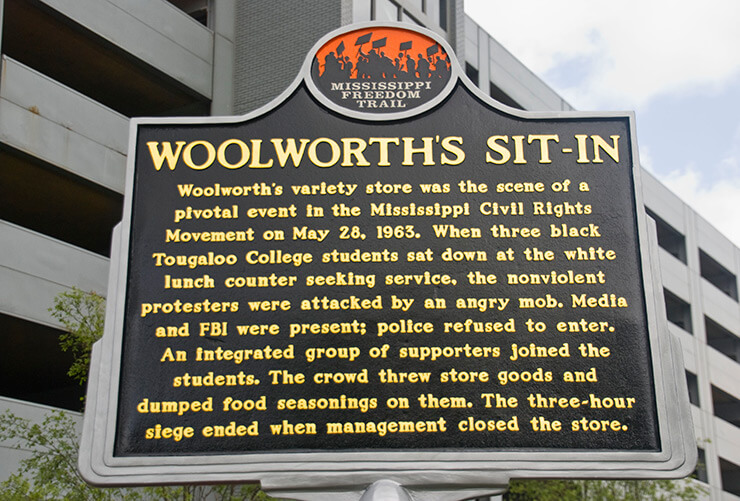 MISSISSIPPI
FREEDOM
TRAIL
WOOLWORTH'S SIT-IN
Woolworth's variety store was the scene of a
pivotal event in the Mississippi Civil Rights
Movement on May 28, 1963. When three black
Tougaloo College students sat down at the white
lunch counter seeking service, the nonviolent
protesters were attacked by an angry mob. Media
and FBI were present; police refused to enter.
An integrated group of supporters joined the
students. The crowd threw store goods and
dumped food seasonings on them. The three-hour
siege ended when management closed the store.